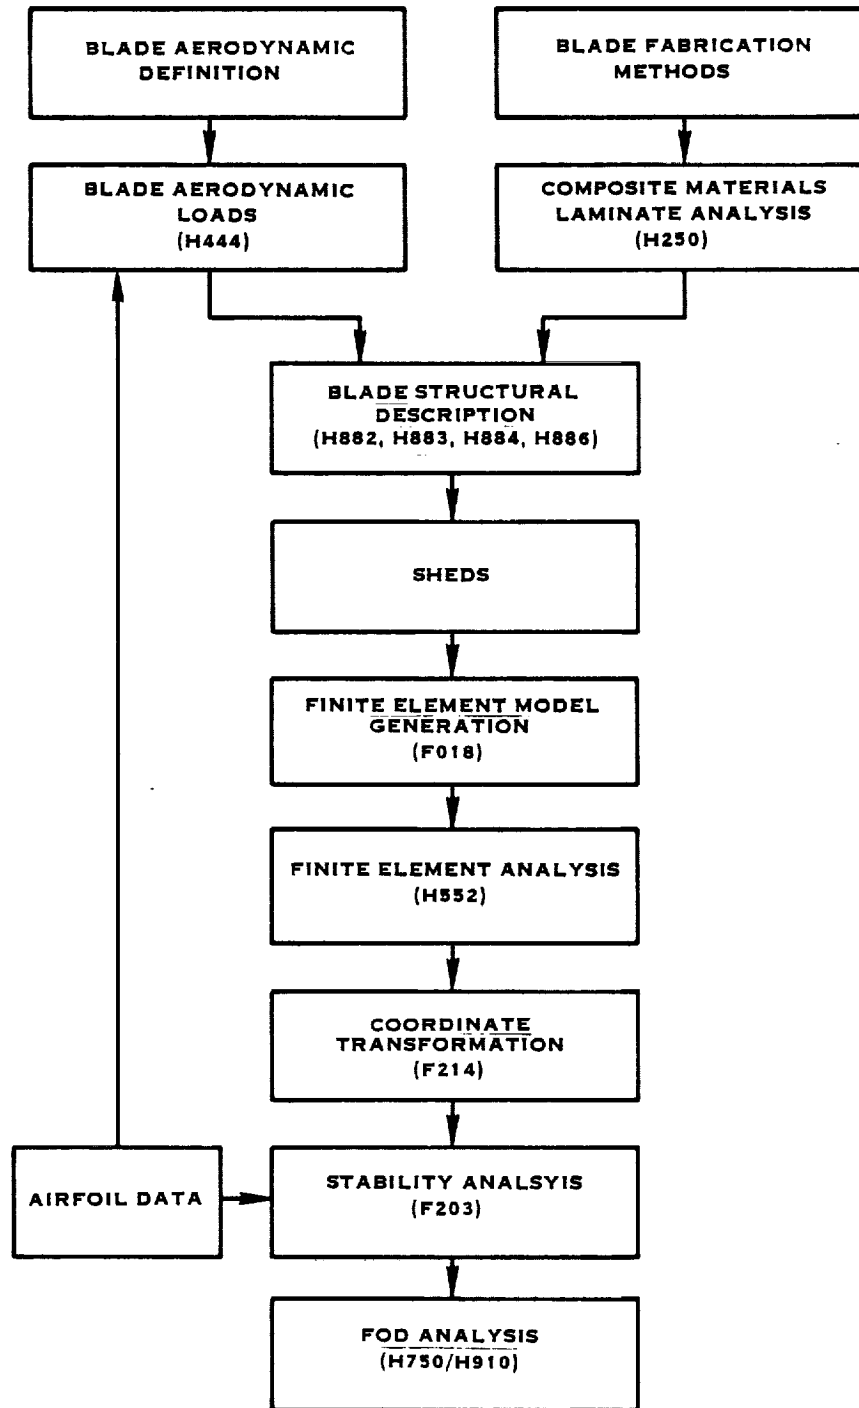 BLADE AERODYNAMIC
DEFINITION
BLADE FABRICATION
METHODS
BLADE AERODYNAMIC
LOADS
(H444)
COMPOSITE MATERIALS
LAMINATE ANALYSIS
(H250)
BLADE STRUCTURAL
DESCRIPTION
(H882, H883, H884, H886)
SHEDS
FINITE ELEMENT MODEL
GENERATION
(F018)
FINITE ELEMENT ANALYSIS
(H552)
COORDINATE
TRANSFORMATION
(F214)
AIRFOIL DATA
STABILITY ANALSYIS
(F203)
FOD ANALYSIS
(H750/H910)